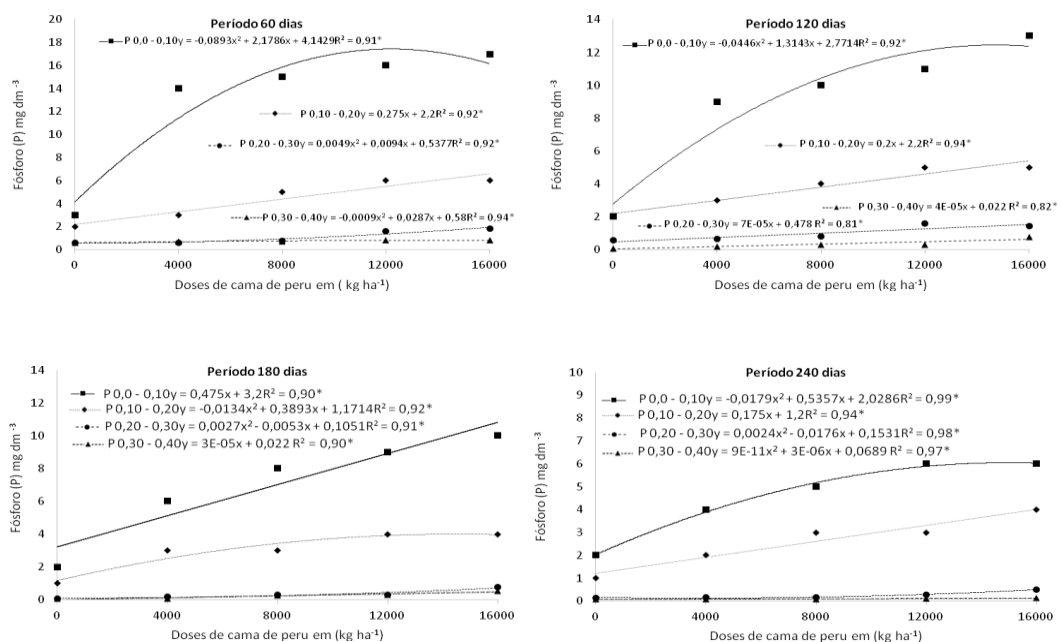 Período 60 dias
Fósforo (P) mg dm ⁻³
20
18
16
14
12
10
8
6
4
2
0
P 0,0 - 0,10y = -0,0893x² + 2,1786x + 4,1429R² = 0,91*
P 0,10 - 0,20y = 0,275x + 2,2R² = 0,92*
P 0,20 - 0,30y = 0,0049x² + 0,0094x + 0,5377R² = 0,92*
P 0,30 - 0,40y = -0,0009x² + 0,0287x + 0,58R² = 0,94*
0 4000 8000 12000 16000
Doses de cama de peru em ( kg ha⁻¹)
Período 120 dias
Fósforo (P) mg dm ⁻³
14
12
10
8
6
4
2
0
P 0,0 - 0,10y = -0,0446x² + 1,3143x + 2,7714R² = 0,92*
P 0,10 - 0,20y = 0,2x + 2,2R² = 0,94*
P 0,30 - 0,40y = 4E-05x + 0,022 R² = 0,82*
P 0,20 - 0,30y = 7E-05x + 0,478 R² = 0,81*
0 4000 8000 12000 16000
Doses de cama de peru em (kg ha⁻¹)
Período 180 dias
Fósforo (P) mg dm ⁻³
14
12
10
8
6
4
2
0
P 0,0 - 0,10y = 0,475x + 3,2R² = 0,90*
P 0,10 - 0,20y = -0,0134x² + 0,3893x + 1,1714R² = 0,92*
P 0,20 - 0,30y = 0,0027x² - 0,0053x + 0,1051R² = 0,91*
P 0,30 - 0,40y = 3E-05x + 0,022 R² = 0,90*
0 4000 8000 12000 16000
Doses de cama de peru em (kg ha⁻¹)
Período 240 dias
Fósforo (P) mg dm ⁻³
10
9
8
7
6
5
4
3
2
1
0
P 0,0 - 0,10y = -0,0179x² + 0,5357x + 2,0286R² = 0,99*
P 0,10 - 0,20y = 0,175x + 1,2R² = 0,94*
P 0,20 - 0,30y = 0,0024x² - 0,0176x + 0,1531R² = 0,98*
P 0,30 - 0,40y = 9E-11x² + 3E-06x + 0,0689 R² = 0,97*
0 4000 8000 12000 16000
Doses de cama de peru em (kg ha⁻¹)